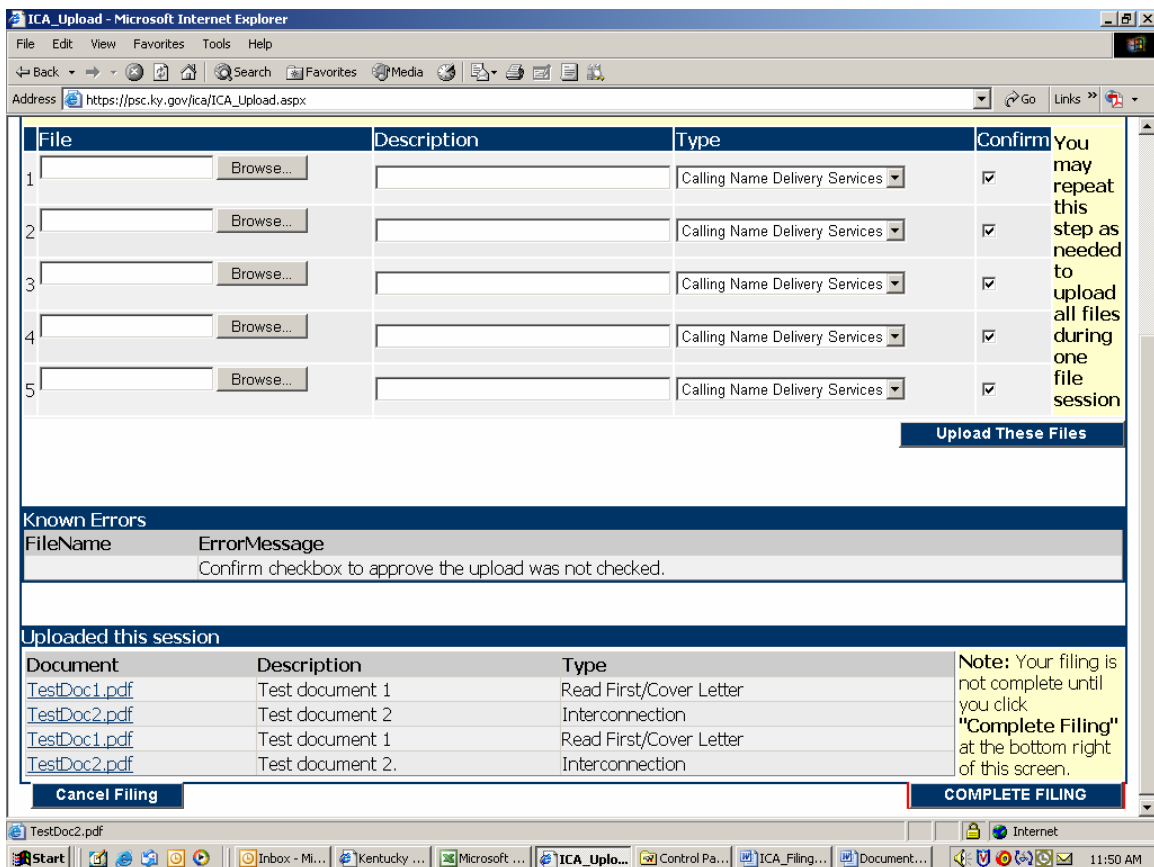 ICA_Upload - Microsoft Internet Explorer
File Edit View Favorites Tools Help
Back Search Favorites Media
Address https://psc.ky.gov/ica/ICA_Upload.aspx Go Links »
File Description Type Confirm
1 Browse... Calling Name Delivery Services
2 Browse... Calling Name Delivery Services
3 Browse... Calling Name Delivery Services
4 Browse... Calling Name Delivery Services
5 Browse... Calling Name Delivery Services
You
may
repeat
this
step as
needed
to
upload
all files
during
one
file
session
Upload These Files
Known Errors
FileName ErrorMessage
Confirm checkbox to approve the upload was not checked.
Uploaded this session
Document Description Type
TestDoc1.pdf Test document 1 Read First/Cover Letter
TestDoc2.pdf Test document 2 Interconnection
TestDoc1.pdf Test document 1 Read First/Cover Letter
TestDoc2.pdf Test document 2. Interconnection
Note: Your filing is
not complete until
you click
"Complete Filing"
at the bottom right
of this screen.
Cancel Filing COMPLETE FILING
TestDoc2.pdf Internet
Start Inbox - Mi... Kentucky ... Microsoft ... ICA_Uplo... Control Pa... ICA_Filing... Document... 11:50 AM